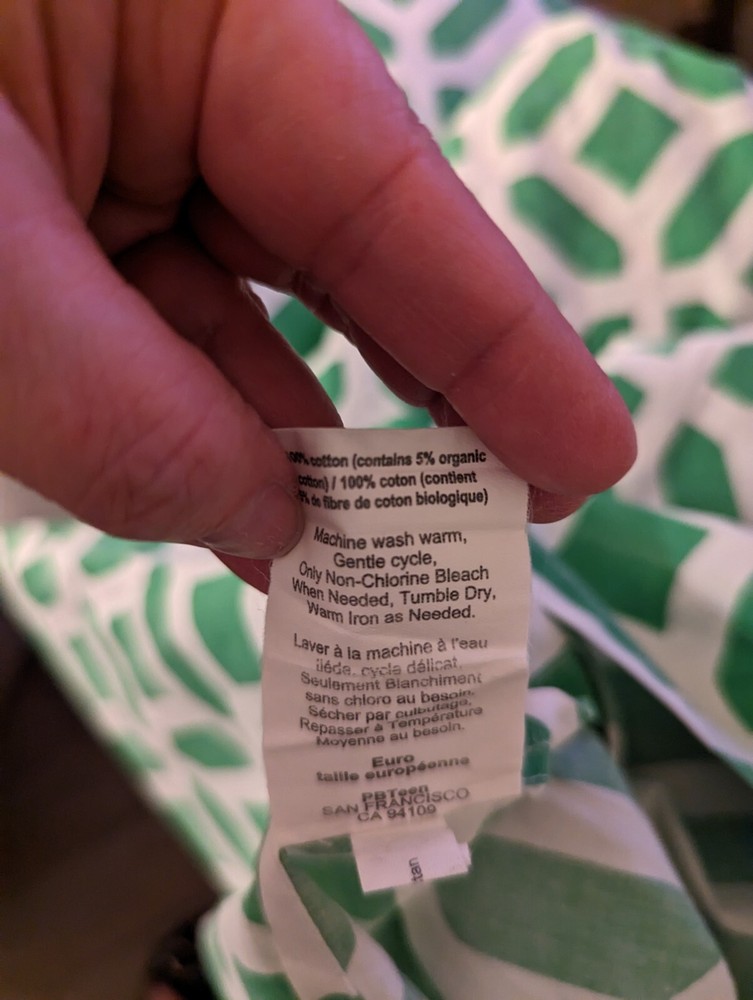 cotton (contains 5% organic
cotton) / 100% coton (contient
% de fibre de coton biologique)
Machine wash warm,
Gentle cycle,
Only Non-Chlorine Bleach
When Needed, Tumble Dry,
Warm Iron as Needed.
Laver à la machine à l'eau
cycle délicat.
Seulement Blanchiment
sans chloro au besoin.
Sécher par culbutage.
Repasser à Température
Moyenne au besoin.
Euro
taille européenne
PBTeen
SAN FRANCISCO
CA 94109
tan